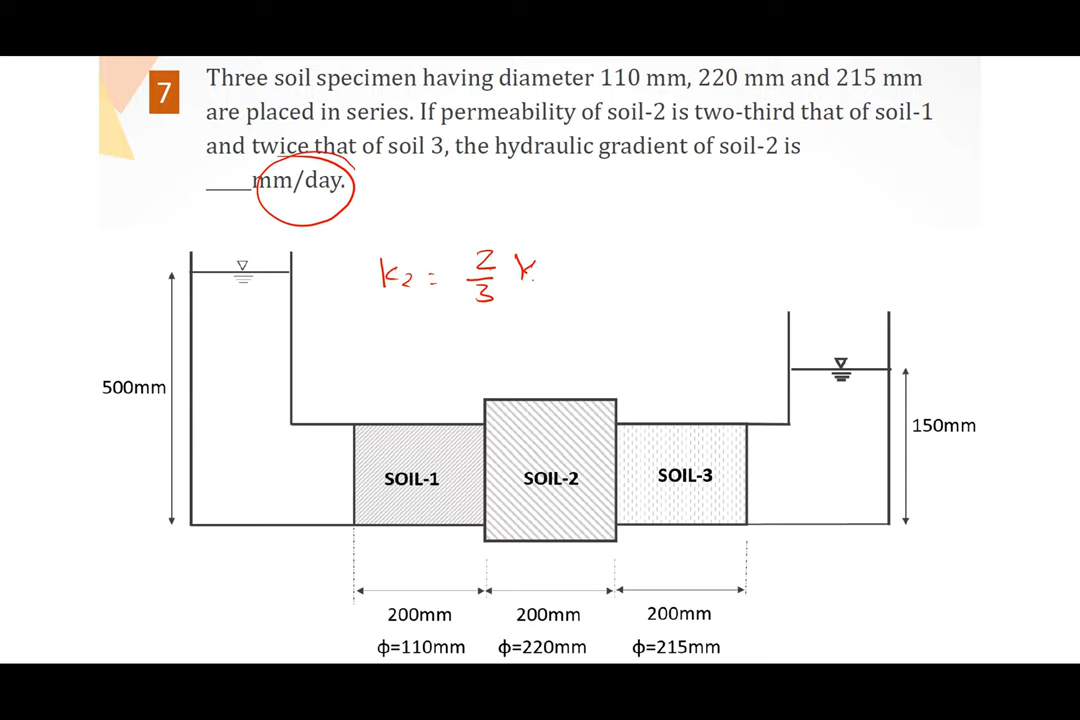 7
Three soil specimen having diameter 110 mm, 220 mm and 215 mm
are placed in series. If permeability of soil-2 is two-third that of soil-1
and twice that of soil 3, the hydraulic gradient of soil-2 is
____mm/day.
k2 = 2/3 k
500mm
150mm
SOIL-1 SOIL-2 SOIL-3
200mm 200mm 200mm
ϕ=110mm ϕ=220mm ϕ=215mm